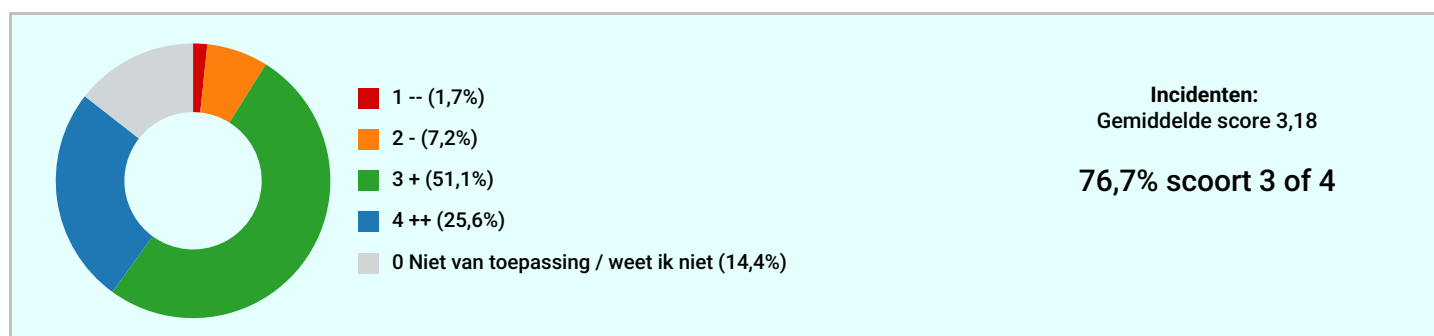 1 -- (1,7%)
2 - (7,2%)
3 + (51,1%)
4 ++ (25,6%)
0 Niet van toepassing / weet ik niet (14,4%)
Incidenten:
Gemiddelde score 3,18
76,7% scoort 3 of 4